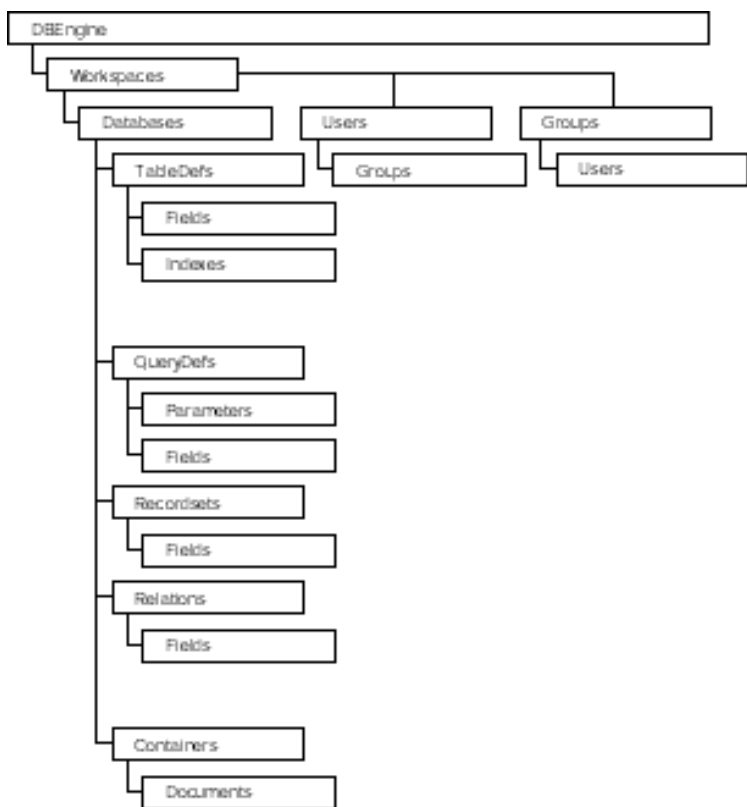 DBEngine
Workspaces
Databases
Users
Groups
TableDefs
Groups
Users
Fields
Indexes
QueryDefs
Parameters
Fields
Recordsets
Fields
Relations
Fields
Containers
Documents